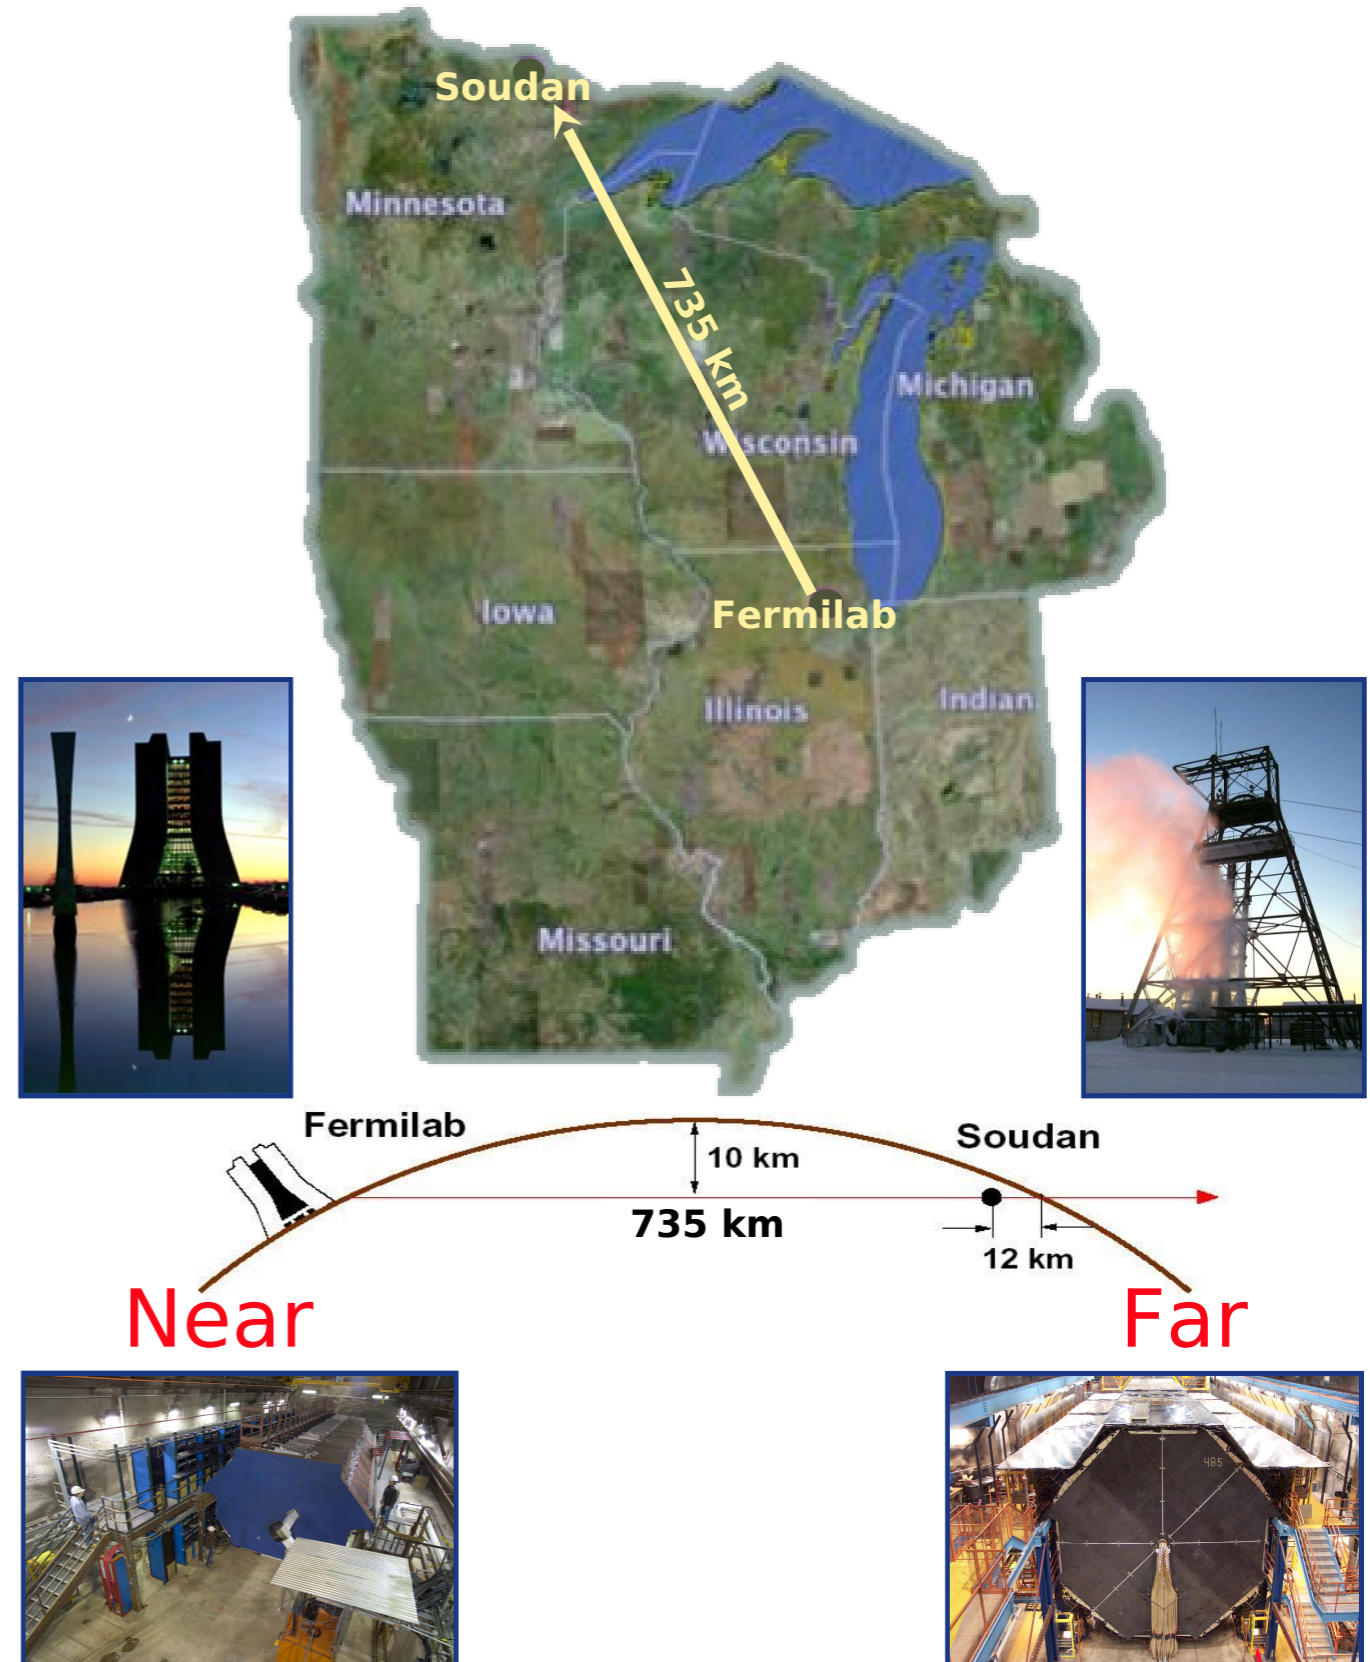 Soudan
Minnesota
735 km
Michigan
Wisconsin
Iowa
Fermilab
Illinois
Indian
Missouri
Fermilab
Soudan
10 km
735 km
12 km
Near
Far
485